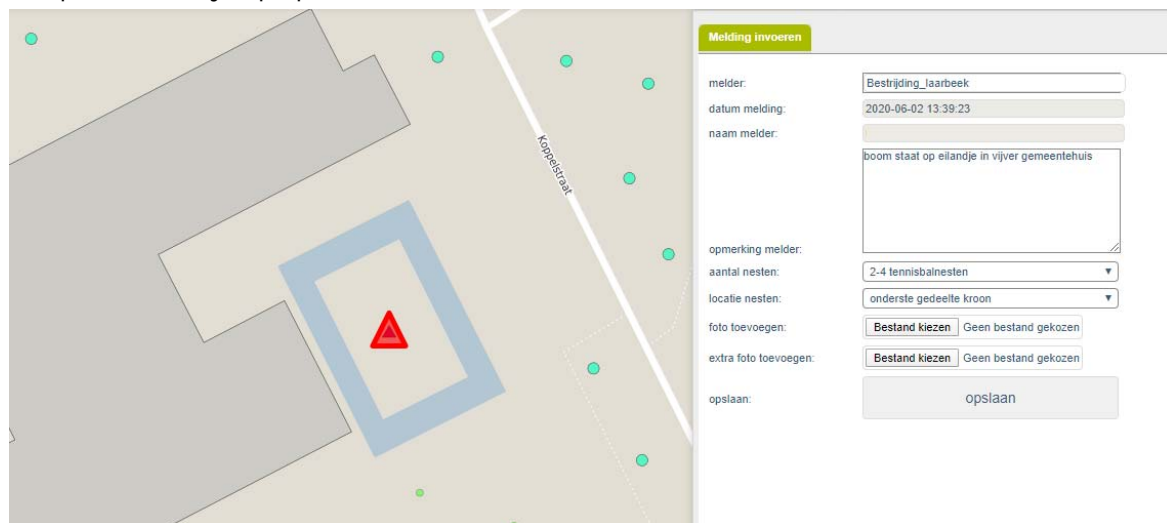 Koppelstraat
Melding invoeren
melder: Bestrijding_laarbeek
datum melding: 2020-06-02 13:39:23
naam melder:
boom staat op eilandje in vijver gemeentehuis
opmerking melder:
aantal nesten: 2-4 tennisbalnesten
locatie nesten: onderste gedeelte kroon
foto toevoegen: Bestand kiezen Geen bestand gekozen
extra foto toevoegen: Bestand kiezen Geen bestand gekozen
opslaan: opslaan